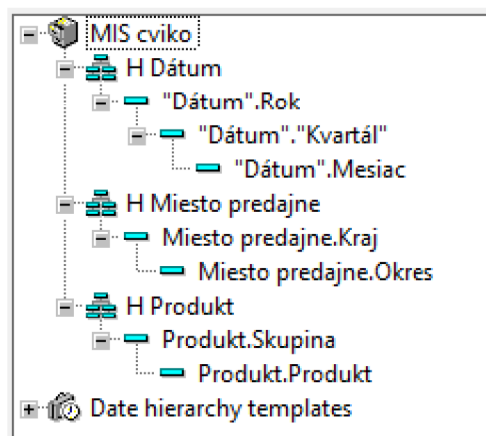 MIS cviko
H Dátum
"Dátum".Rok
"Dátum"."Kvartál"
"Dátum".Mesiac
H Miesto predajne
Miesto predajne.Kraj
Miesto predajne.Okres
H Produkt
Produkt.Skupina
Produkt.Produkt
Date hierarchy templates